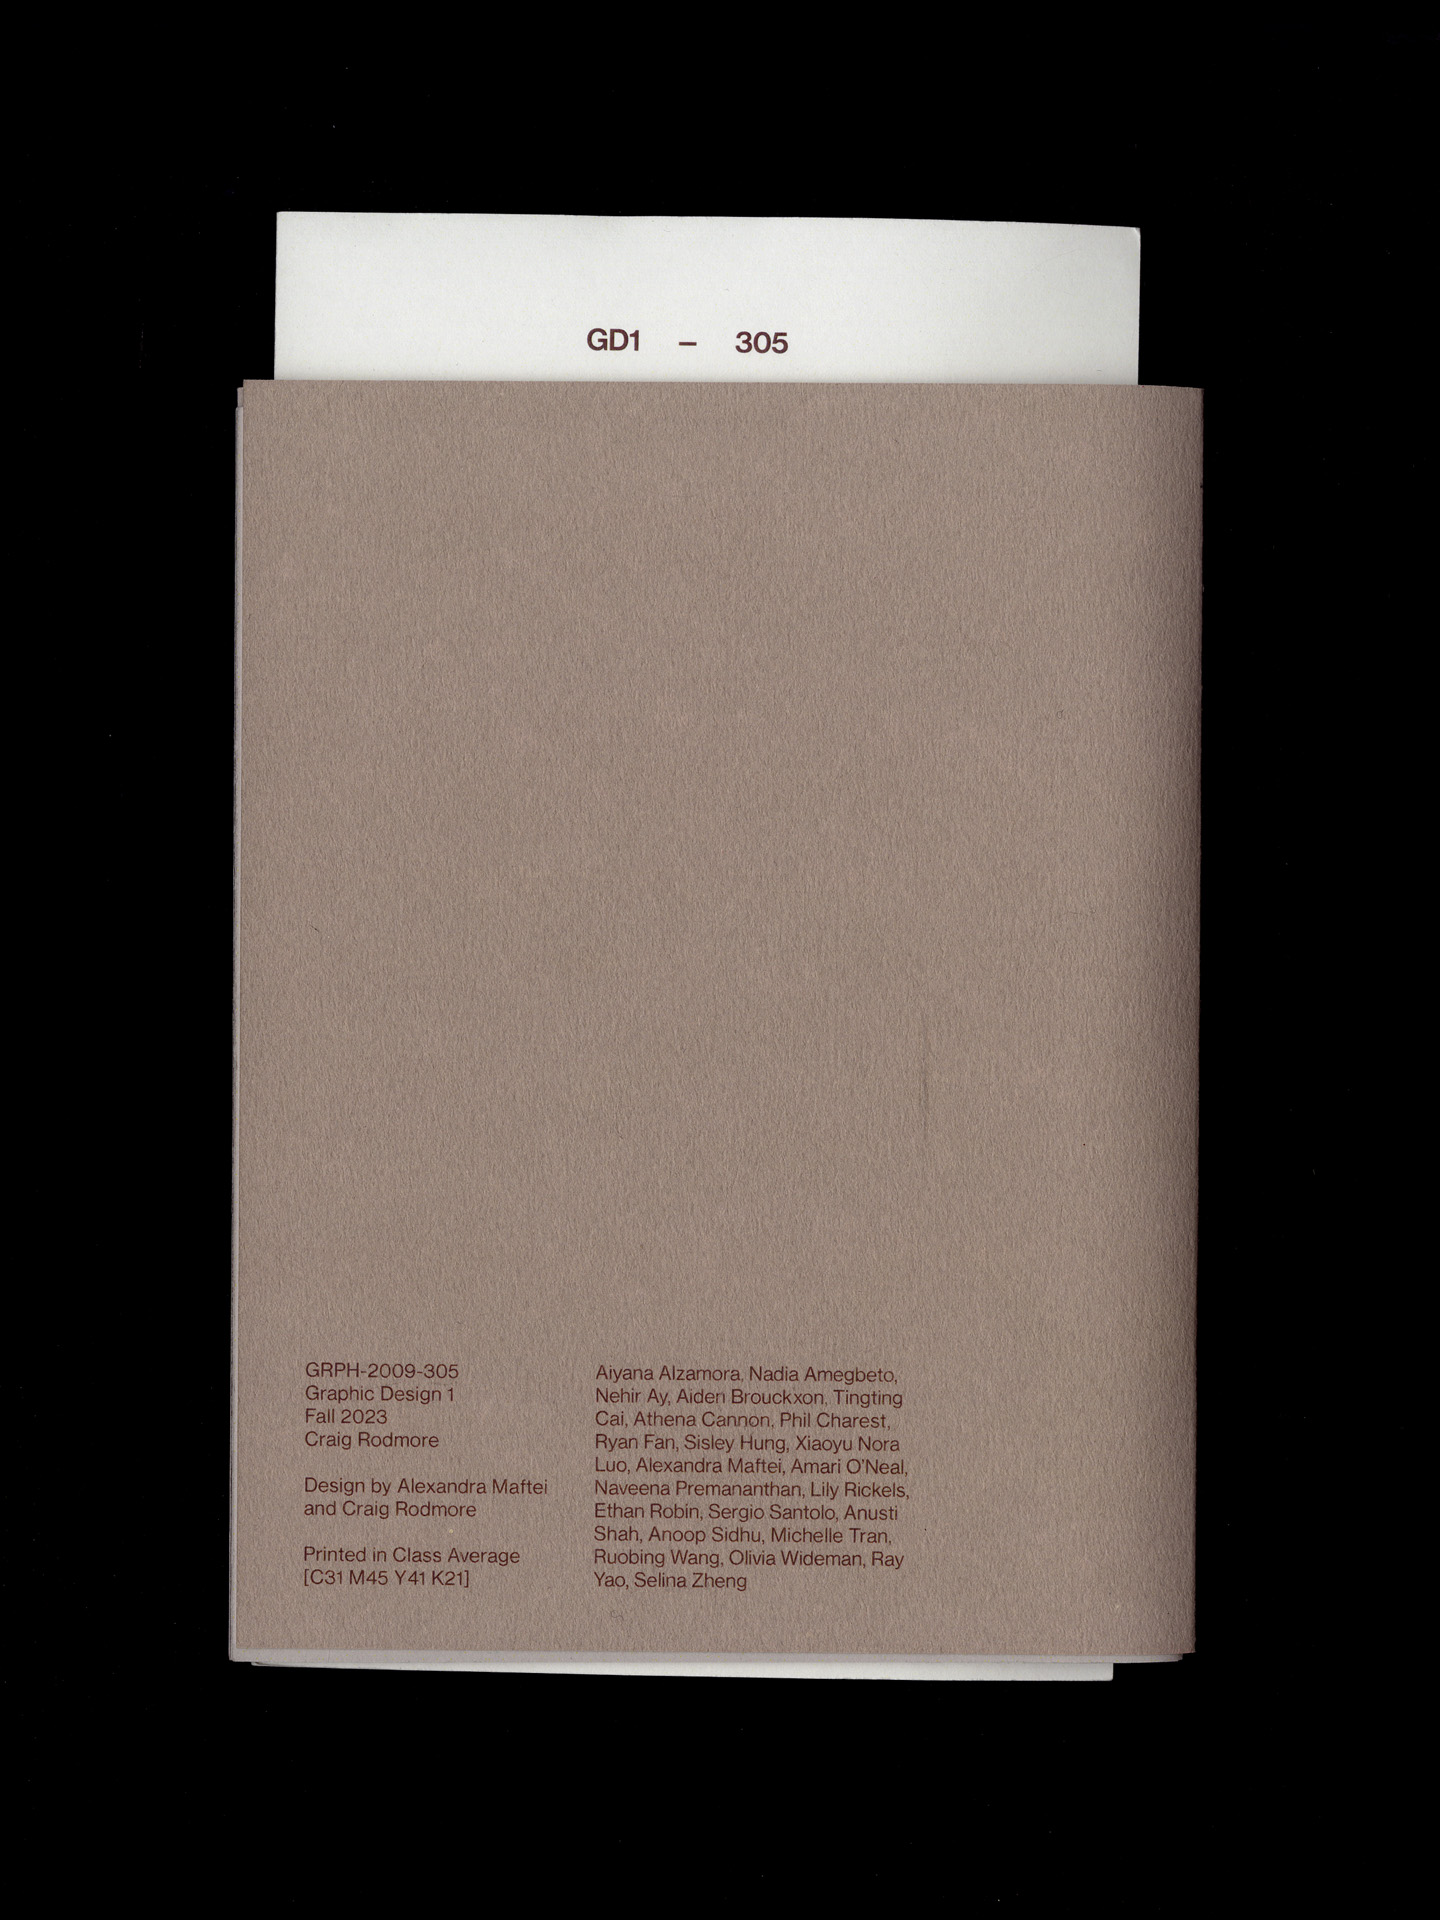 GD1 – 305
GRPH-2009-305
Graphic Design 1
Fall 2023
Craig Rodmore
Design by Alexandra Maftei
and Craig Rodmore
Printed in Class Average
[C31 M45 Y41 K21]
Aiyana Alzamora, Nadia Amegbeto,
Nehir Ay, Aiden Brouckxon, Tingting
Cai, Athena Cannon, Phil Charest,
Ryan Fan, Sisley Hung, Xiaoyu Nora
Luo, Alexandra Maftei, Amari O'Neal,
Naveena Premananthan, Lily Rickels,
Ethan Robin, Sergio Santolo, Anusti
Shah, Anoop Sidhu, Michelle Tran,
Ruobing Wang, Olivia Wideman, Ray
Yao, Selina Zheng